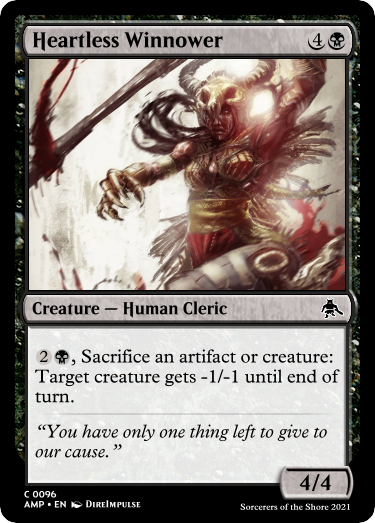 Heartless Winnower 4
Creature — Human Cleric
2 , Sacrifice an artifact or creature:
Target creature gets -1/-1 until end of
turn.
“You have only one thing left to give to
our cause.”
4/4
C 0096
AMP • EN DireImpulse
Sorcerers of the Shore 2021